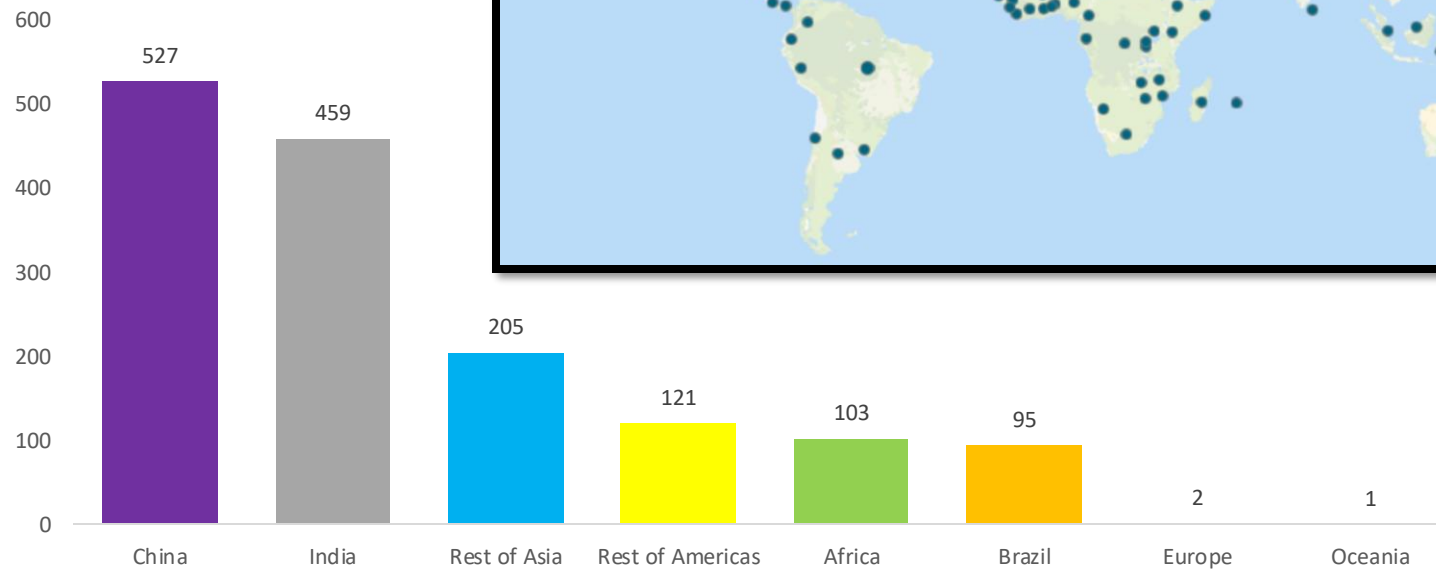 600
527
500
459
400
300
205
200
121
103
95
100
2
1
0
China
India
Rest of Asia
Rest of Americas
Africa
Brazil
Europe
Oceania